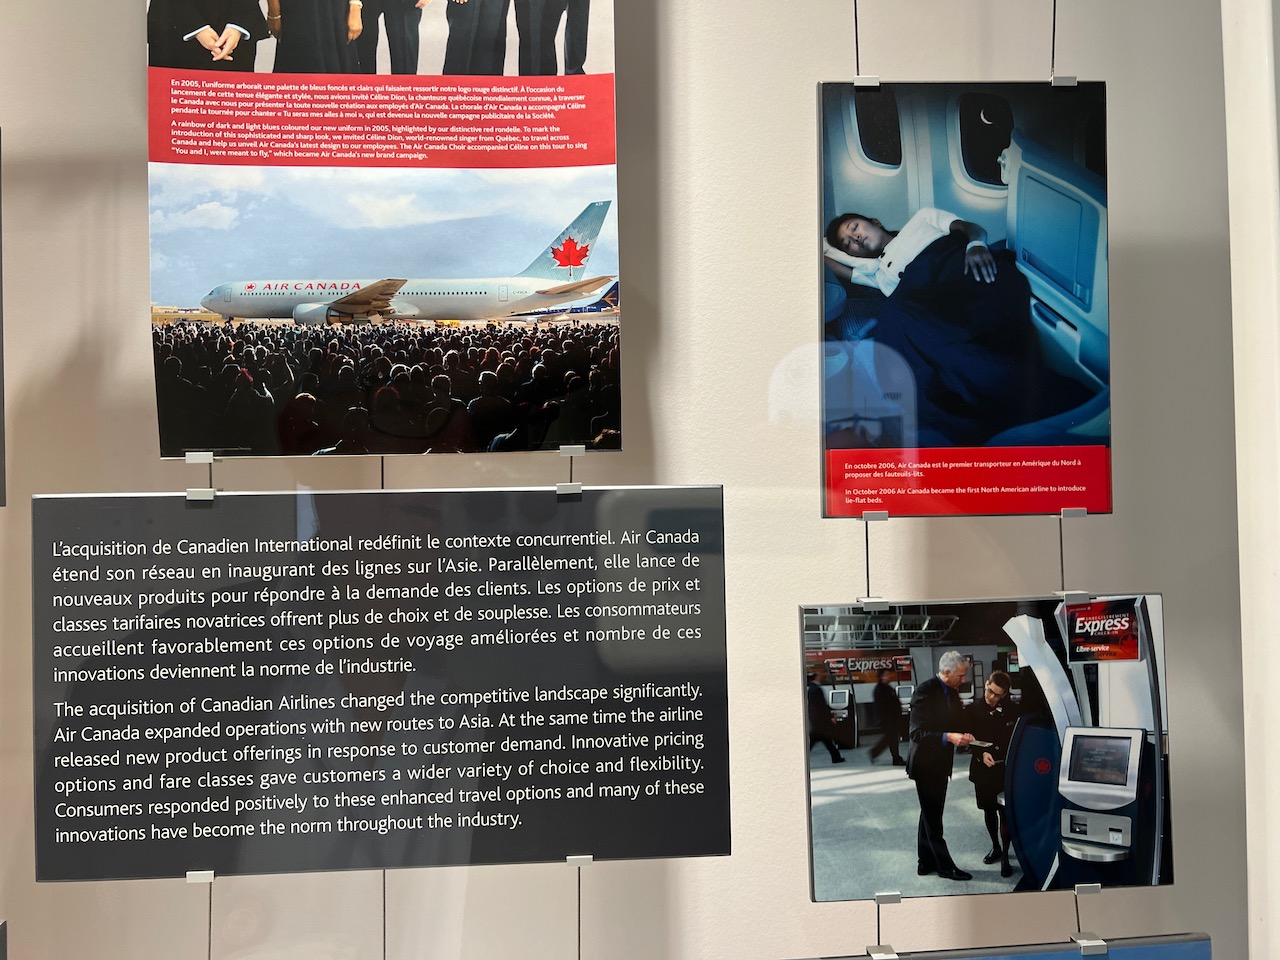 En 2005, l'uniforme arborait une palette de bleus foncés et clairs qui faisaient ressortir notre logo rouge distinctif. À l'occasion du
lancement de cette tenue élégante et stylée, nous avions invité Céline Dion, la chanteuse québécoise mondialement connue, à traverser
le Canada avec nous pour présenter la toute nouvelle création aux employés d'Air Canada. La chorale d'Air Canada a accompagné Céline
pendant la tournée pour chanter « Tu seras mes ailes à moi », qui est devenue la nouvelle campagne publicitaire de la Société.
A rainbow of dark and light blues coloured our new uniform in 2005, highlighted by our distinctive red rondelle. To mark the
introduction of this sophisticated and sharp look, we invited Céline Dion, world-renowned singer from Québec, to travel across
Canada and help us unveil Air Canada's latest design to our employees. The Air Canada Choir accompanied Céline on this tour to sing
"You and I, were meant to fly," which became Air Canada's new brand campaign.
AIR CANADA
L'acquisition de Canadien International redéfinit le contexte concurrentiel. Air Canada
étend son réseau en inaugurant des lignes sur l'Asie. Parallèlement, elle lance de
nouveaux produits pour répondre à la demande des clients. Les options de prix et
classes tarifaires novatrices offrent plus de choix et de souplesse. Les consommateurs
accueillent favorablement ces options de voyage améliorées et nombre de ces
innovations deviennent la norme de l'industrie.
The acquisition of Canadian Airlines changed the competitive landscape significantly.
Air Canada expanded operations with new routes to Asia. At the same time the airline
released new product offerings in response to customer demand. Innovative pricing
options and fare classes gave customers a wider variety of choice and flexibility.
Consumers responded positively to these enhanced travel options and many of these
innovations have become the norm throughout the industry.
En octobre 2006, Air Canada est le premier transporteur en Amérique du Nord à
proposer des fauteuils-lits.
In October 2006 Air Canada became the first North American airline to introduce
lie-flat beds.
ENREGISTREMENT
Express
CHECK-IN
Libre-service
Express